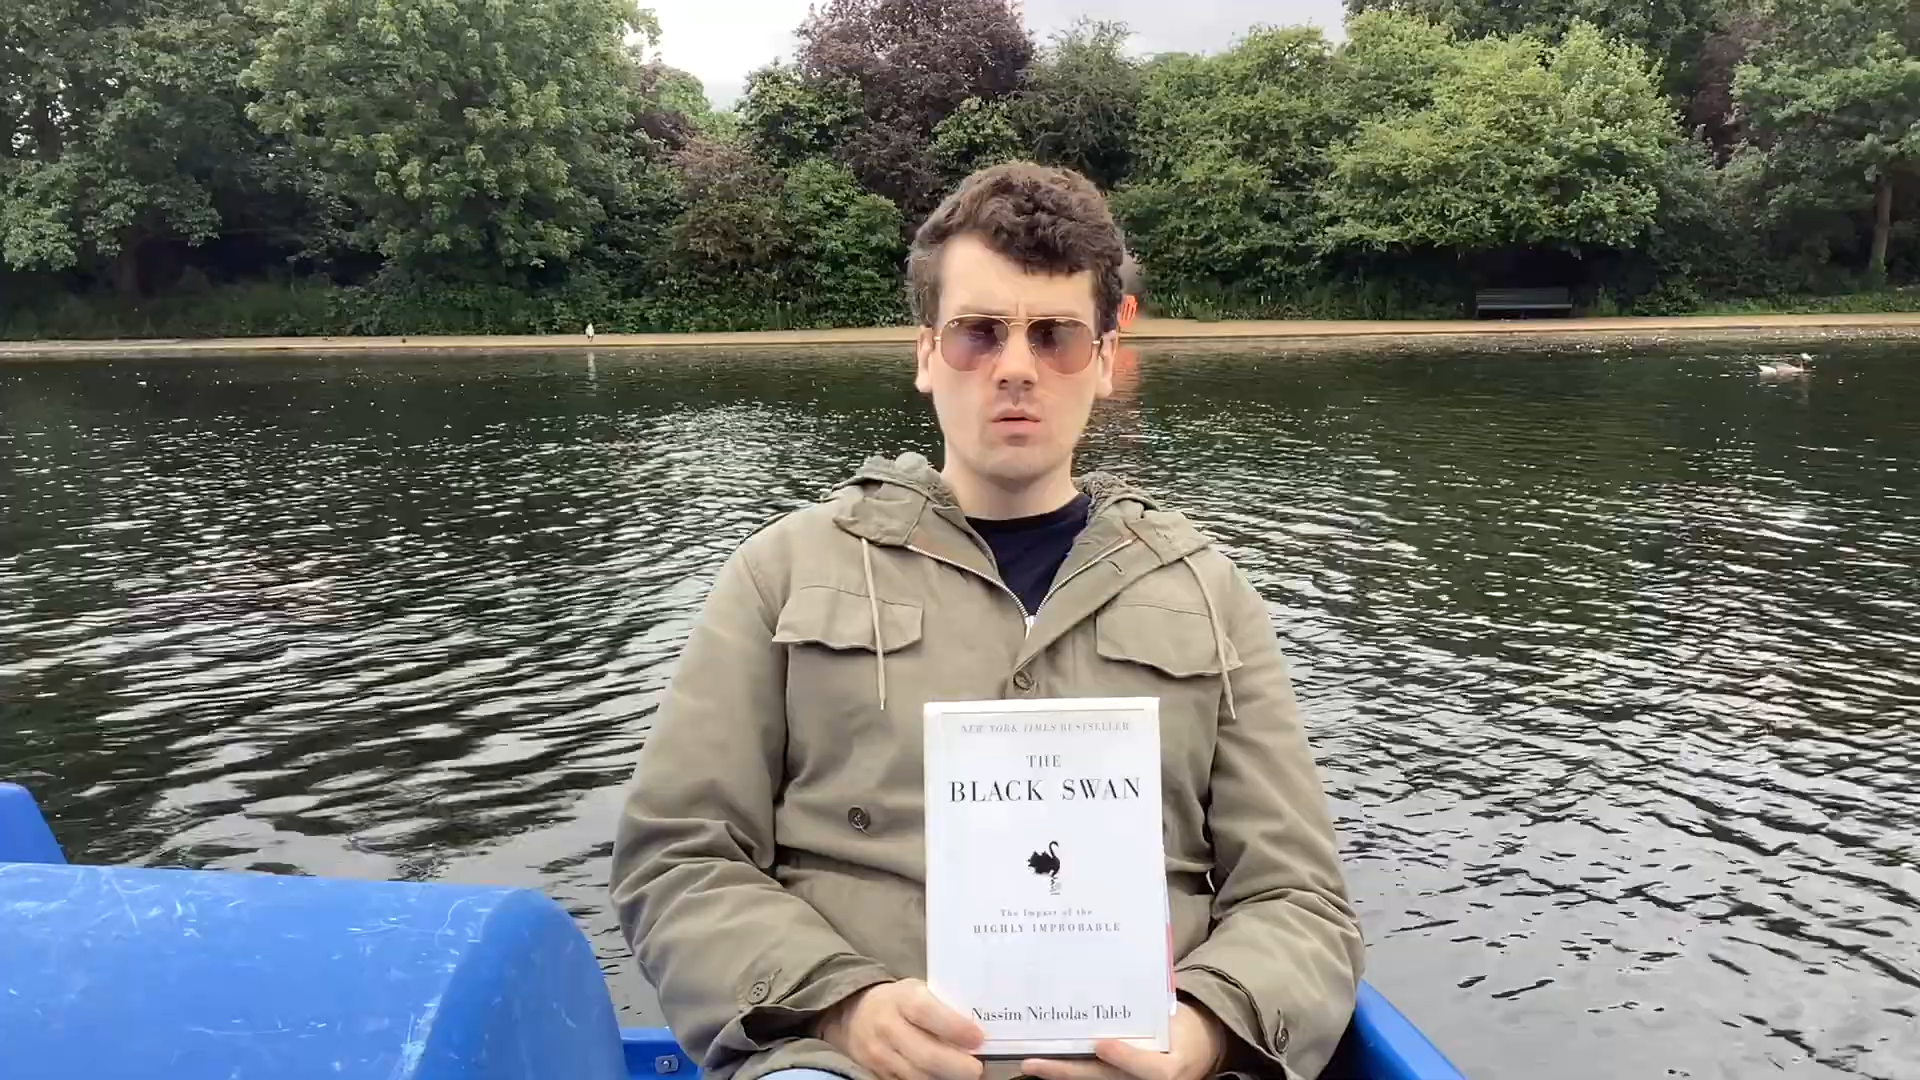 NEW YORK TIMES BESTSELLER
THE
BLACK SWAN
The Impact of the
HIGHLY IMPROBABLE
Nassim Nicholas Taleb